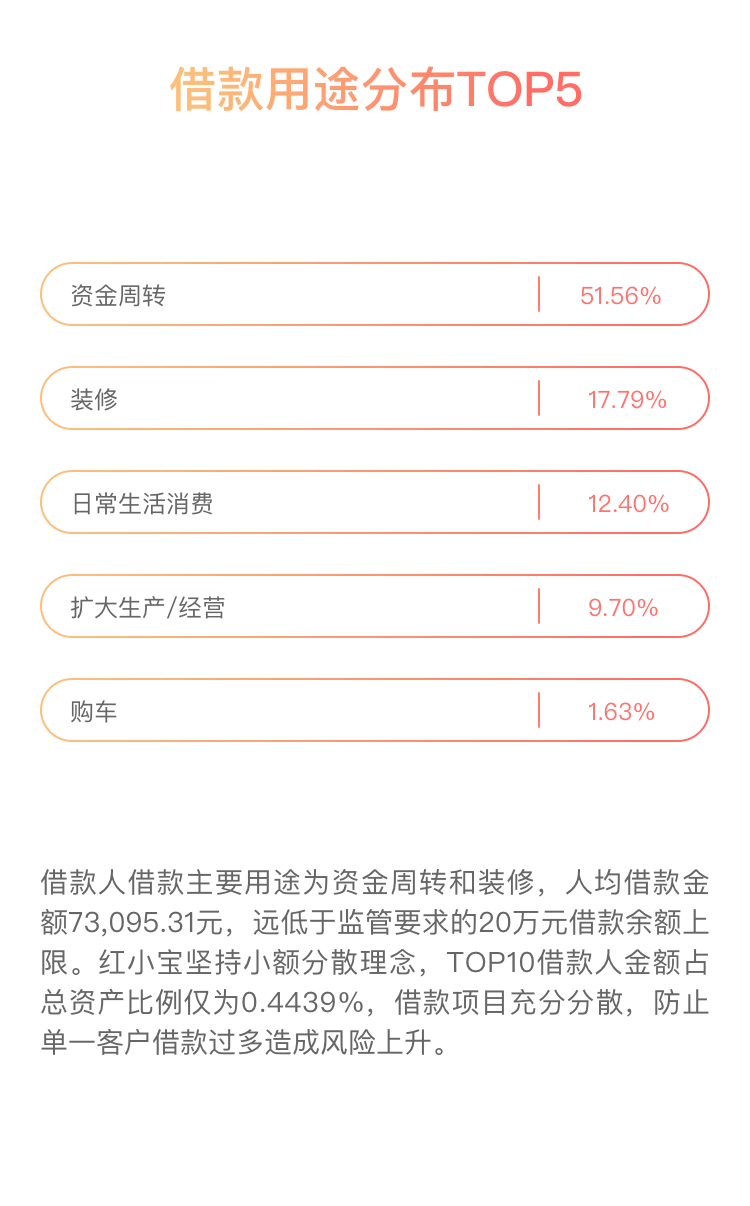 借款用途分布TOP5
资金周转 51.56%
装修 17.79%
日常生活消费 12.40%
扩大生产/经营 9.70%
购车 1.63%
借款人借款主要用途为资金周转和装修，人均借款金
额73,095.31元，远低于监管要求的20万元借款余额上
限。红小宝坚持小额分散理念，TOP10借款人金额占
总资产比例仅为0.4439%，借款项目充分分散，防止
单一客户借款过多造成风险上升。